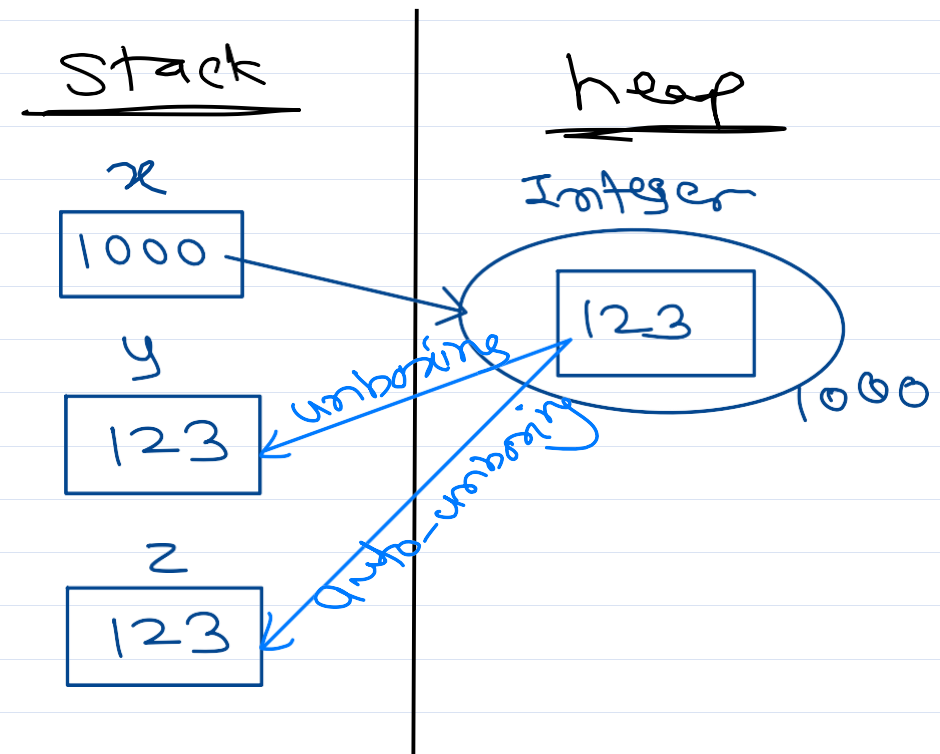 stack
heap
x
Integer
1000
123
y
unboxing
1000
123
auto-unboxing
z
123